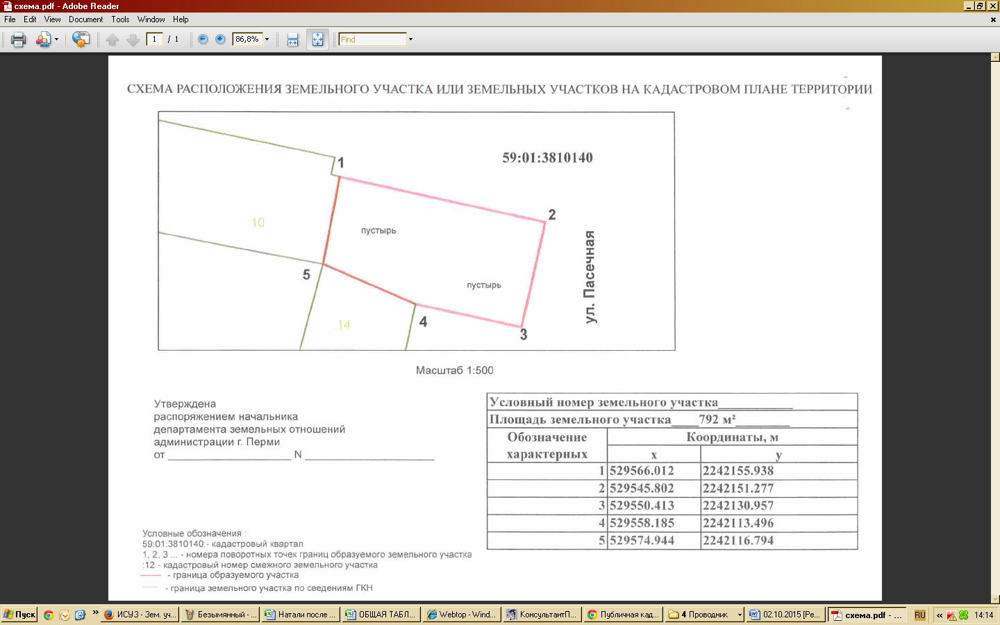 схема.pdf - Adobe Reader
File Edit View Document Tools Window Help
1 / 1 86,8% Find
СХЕМА РАСПОЛОЖЕНИЯ ЗЕМЕЛЬНОГО УЧАСТКА ИЛИ ЗЕМЕЛЬНЫХ УЧАСТКОВ НА КАДАСТРОВОМ ПЛАНЕ ТЕРРИТОРИИ
59:01:3810140
1
2
:10
пустырь
ул. Пасечная
5
пустырь
14
4
3
Масштаб 1:500
Утверждена
распоряжением начальника
департамента земельных отношений
администрации г. Перми
от ____________________ N _____________________
Условный номер земельного участка___________
Площадь земельного участка____792 м²________
Обозначение характерных Координаты, м
x y
1 529566.012 2242155.938
2 529545.802 2242151.277
3 529550.413 2242130.957
4 529558.185 2242113.496
5 529574.944 2242116.794
Условные обозначения :
59:01:3810140:- кадастровый квартал
1, 2, 3 ... - номера поворотных точек границ образуемого земельного участка
:12 - кадастровый номер смежного земельного участка
- граница образуемого участка
- граница земельного участка по сведениям ГКН
Пуск » ИСУЗ - Зем. уч... Безымянный - ... Натали после ... ОБЩАЯ ТАБЛ... Webtop - Wind... КонсультантП... Публичная кад... 4 Проводник 02.10.2015 [Ре... схема.pdf - ... RU « 14:14